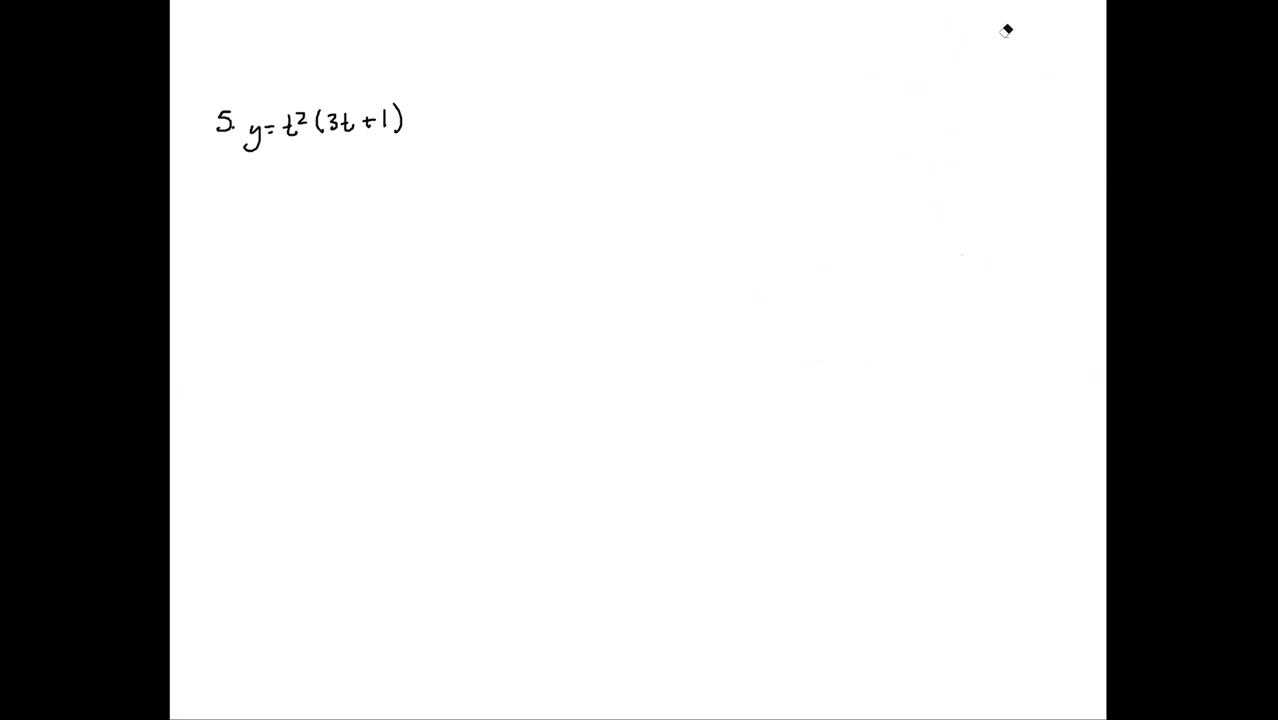 5. y = t² (3t + 1)